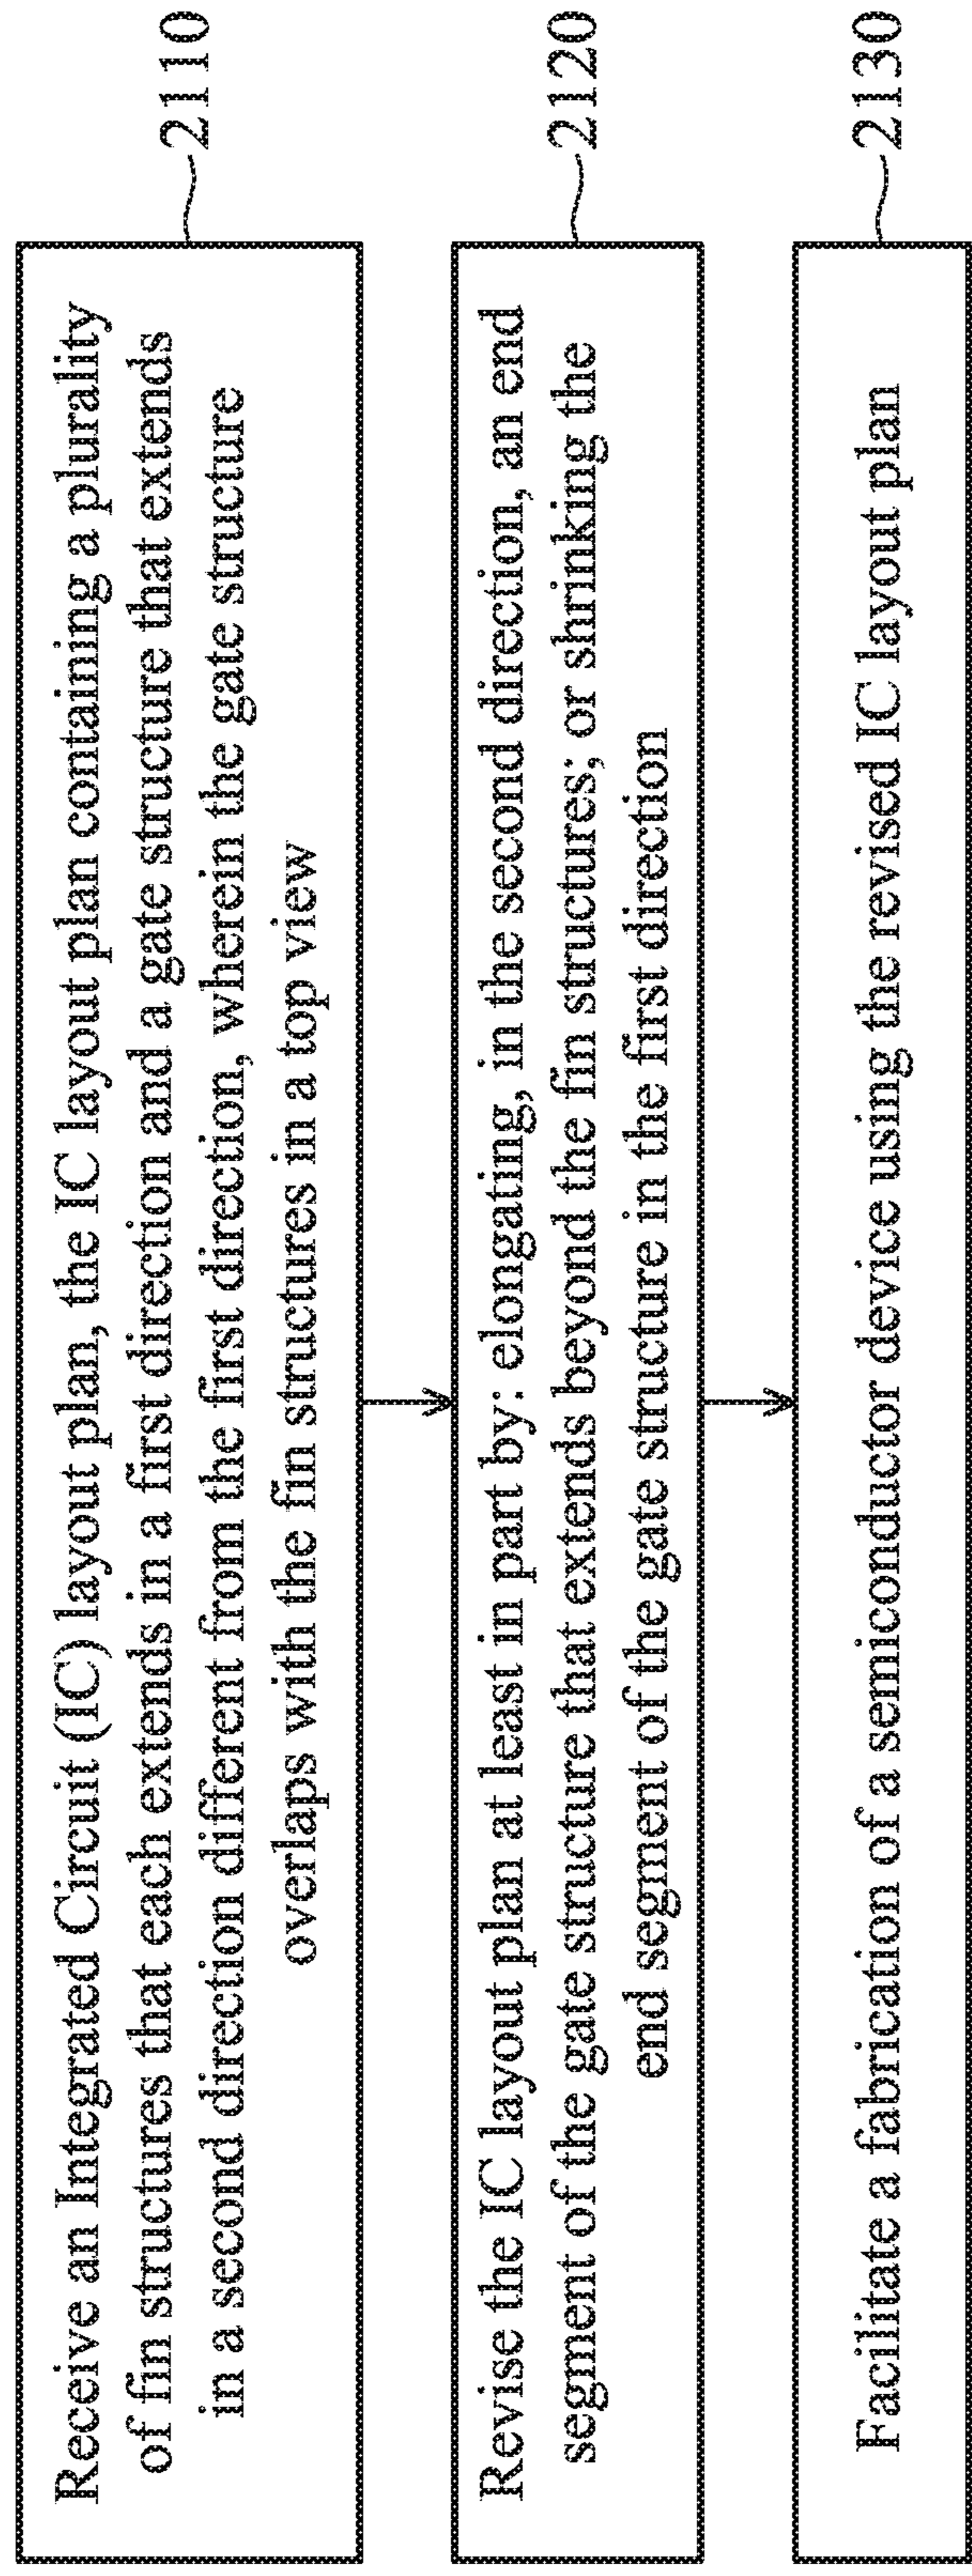 Receive an Integrated Circuit (IC) layout plan, the IC layout plan containing a plurality
of fin structures that each extends in a first direction and a gate structure that extends
in a second direction different from the first direction, wherein the gate structure
overlaps with the fin structures in a top view
2110
Revise the IC layout plan at least in part by: elongating, in the second direction, an end
segment of the gate structure that extends beyond the fin structures; or shrinking the
end segment of the gate structure in the first direction
2120
Facilitate a fabrication of a semiconductor device using the revised IC layout plan
2130